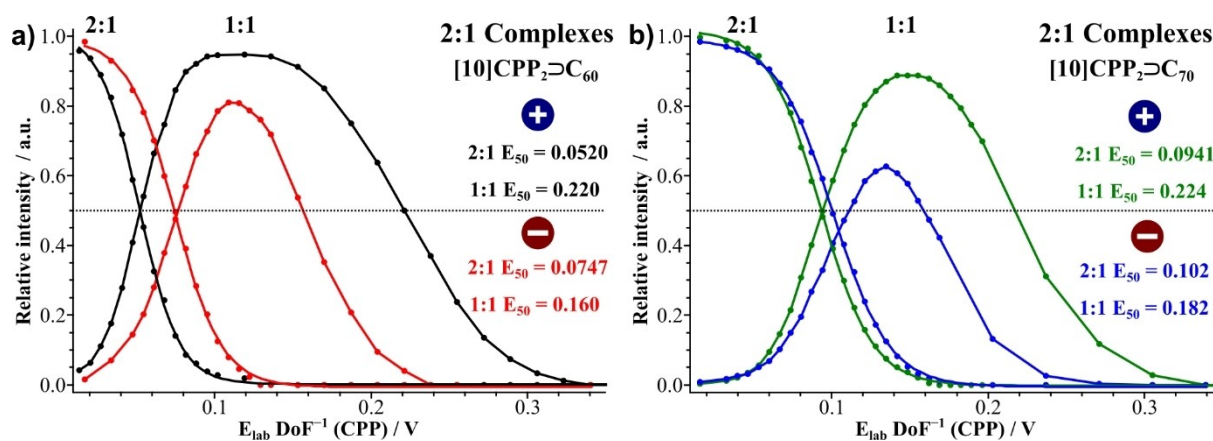 a)
2:1
1:1
2:1 Complexes
[10]CPP₂⊃C₆₀
+
2:1 E₅₀ = 0.0520
1:1 E₅₀ = 0.220
−
2:1 E₅₀ = 0.0747
1:1 E₅₀ = 0.160
Relative intensity / a.u.
1.0
0.8
0.6
0.4
0.2
0.0
0.1
0.2
0.3
E_lab DoF⁻¹ (CPP) / V
b)
2:1
1:1
2:1 Complexes
[10]CPP₂⊃C₇₀
+
2:1 E₅₀ = 0.0941
1:1 E₅₀ = 0.224
−
2:1 E₅₀ = 0.102
1:1 E₅₀ = 0.182
Relative intensity / a.u.
1.0
0.8
0.6
0.4
0.2
0.0
0.1
0.2
0.3
E_lab DoF⁻¹ (CPP) / V